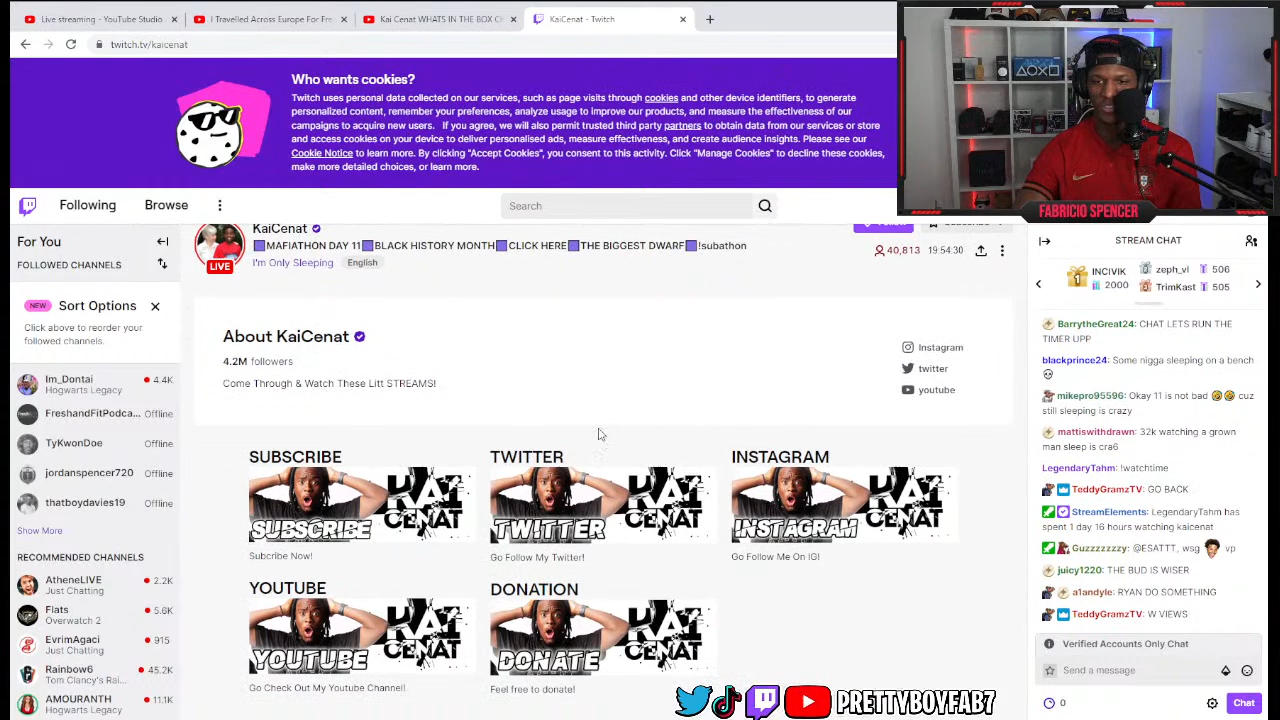 Live streaming - YouTube Studio
I Travelled Across
Kai Cenat WHATS IN THE BOX
KaiCenat - Twitch
twitch.tv/kaicenat
Who wants cookies?
Twitch uses personal data collected on our services, such as page visits through cookies and other device identifiers, to generate
personalized content, remember your preferences, analyze usage to improve our products, and measure the effectiveness of our
campaigns to acquire new users. If you agree, we will also permit trusted third party partners to obtain data from our services or store
and access cookies on your device to deliver personalised ads, measure effectiveness, and create audience insights. Please see our
Cookie Notice to learn more. By clicking "Accept Cookies", you consent to this activity. Click "Manage Cookies" to decline these cookies,
make more detailed choices, or learn more.
FABRICIO SPENCER
Following
Browse
Search
For You
FOLLOWED CHANNELS
NEW
Sort Options
Click above to reorder your
followed channels.
Im_Dontai
4.4K
Hogwarts Legacy
FreshandFitPodca...
Offline
TyKwonDoe
Offline
jordanspencer720
Offline
thatboydavies19
Offline
Show More
RECOMMENDED CHANNELS
AtheneLIVE
2.2K
Just Chatting
Flats
5.6K
Overwatch 2
EvrimAgaci
915
Just Chatting
Rainbow6
45.2K
Tom Clancy's Rai...
AMOURANTH
11.1K
Hogwarts Legacy
KaiCenat
LIVE
MAFIATHON DAY 11 BLACK HISTORY MONTH CLICK HERE THE BIGGEST DWARF !subathon
I'm Only Sleeping
English
40,813
19:54:30
About KaiCenat
4.2M followers
Come Through & Watch These Litt STREAMS!
Instagram
twitter
youtube
SUBSCRIBE
SUBSCRIBE
KAI CENAT
Subcribe Now!
TWITTER
TWITTER
KAI CENAT
Go Follow My Twitter!
INSTAGRAM
INSTAGRAM
KAI CENAT
Go Follow Me On IG!
YOUTUBE
YOUTUBE
KAI CENAT
Go Check Out My Youtube Channel!
DONATION
DONATE
KAI CENAT
Feel free to donate!
STREAM CHAT
INCIVIK
2000
zeph_vl
506
TrimKast
505
BarrytheGreat24: CHAT LETS RUN THE
TIMER UPP
blackprince24: Some nigga sleeping on a bench
mikepro95596: Okay 11 is not bad cuz
still sleeping is crazy
mattiswithdrawn: 32k watching a grown
man sleep is cra6
LegendaryTahm: !watchtime
TeddyGramzTV: GO BACK
StreamElements: LegendaryTahm has
spent 1 day 16 hours watching kaicenat
Guzzzzzzy: @ESATTT, wsg vp
juicy1220: THE BUD IS WISER
a1andyle: RYAN DO SOMETHING
TeddyGramzTV: W VIEWS
Verified Accounts Only Chat
Send a message
0
Chat
PRETTYBOYFAB7